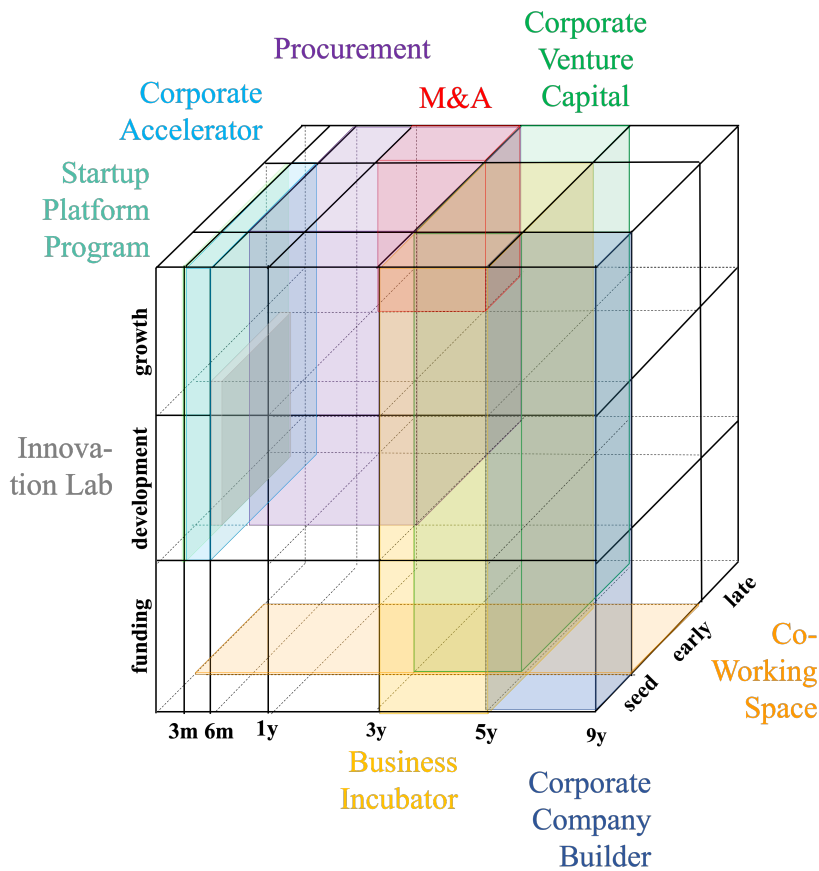 Corporate
Venture
Capital
Procurement
M&A
Corporate
Accelerator
Startup
Platform
Program
growth
development
funding
Innova-
tion Lab
3m 6m 1y 3y 5y 9y
seed
early
late
Co-
Working
Space
Business
Incubator
Corporate
Company
Builder